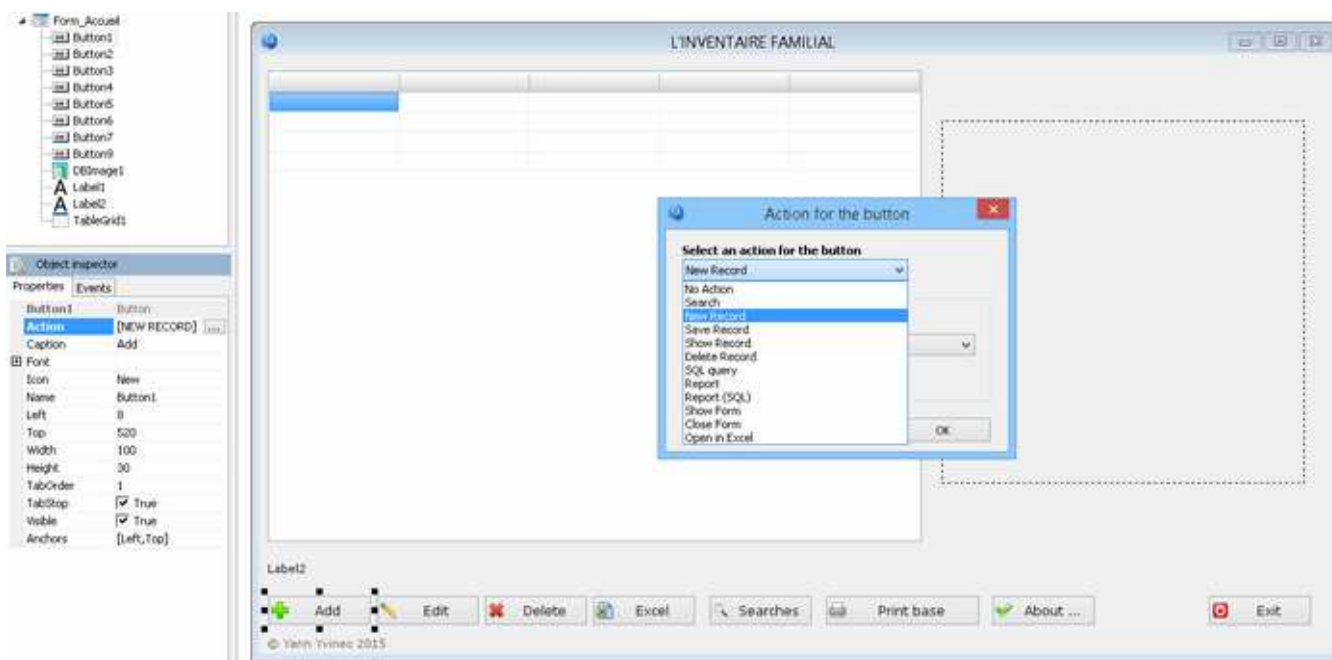 Form_Accueil
Button1
Button2
Button3
Button4
Button5
Button6
Button7
Button9
DBImage1
Label1
Label2
TableGrid1
Object inspector
Properties Events
Button1 Button
Action [NEW RECORD] ...
Caption Add
Font
Icon New
Name Button1
Left 8
Top 520
Width 100
Height 30
TabOrder 1
TabStop True
Visible True
Anchors [Left,Top]
L'INVENTAIRE FAMILIAL
Action for the button
Select an action for the button
New Record
No Action
Search
New Record
Save Record
Show Record
Delete Record
SQL query
Report
Report (SQL)
Show Form
Close Form
Open in Excel
OK
Label2
Add Edit Delete Excel Searches Print base About ... Exit
© Yann Yvinec 2015